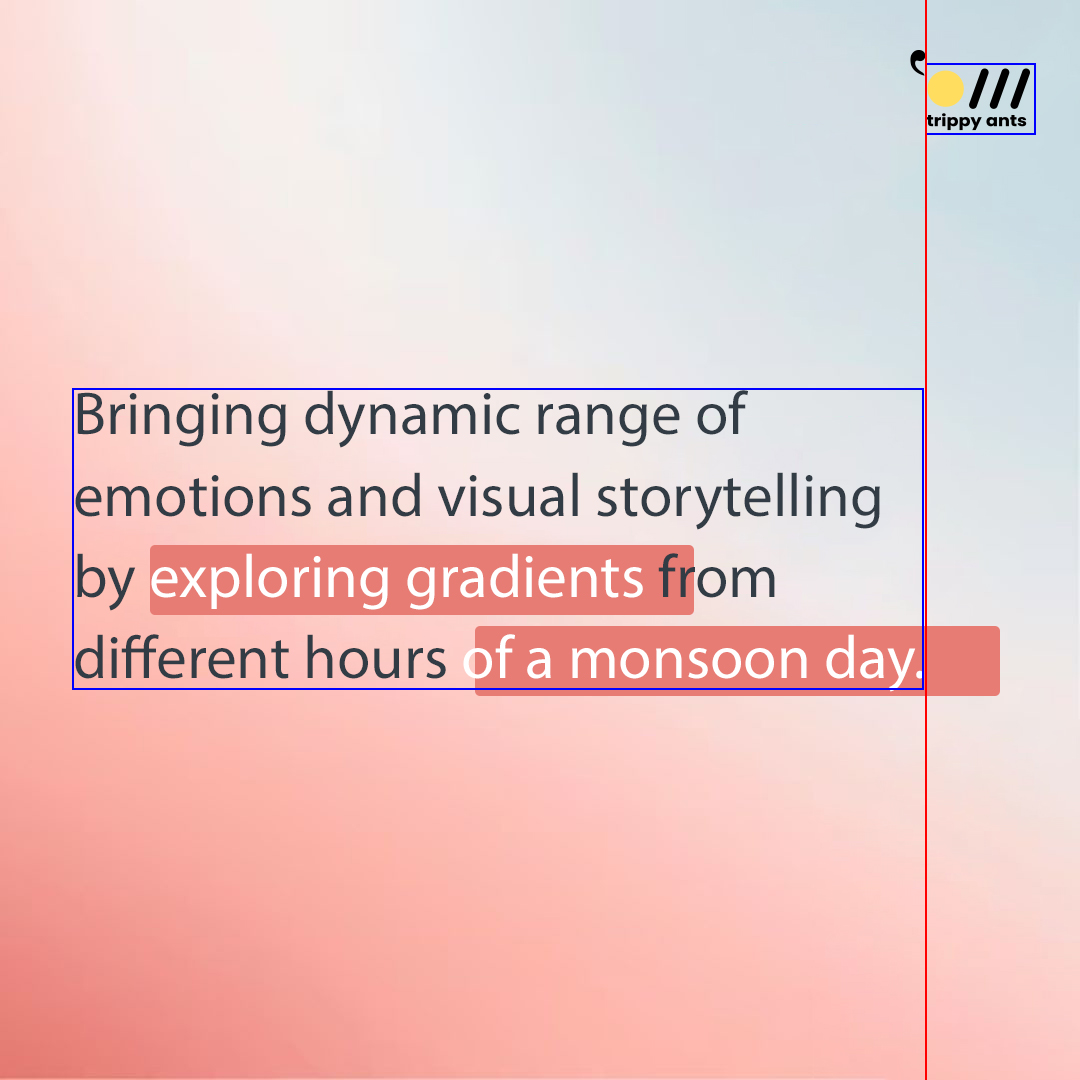 trippy ants
Bringing dynamic range of
emotions and visual storytelling
by exploring gradients from
different hours of a monsoon day.